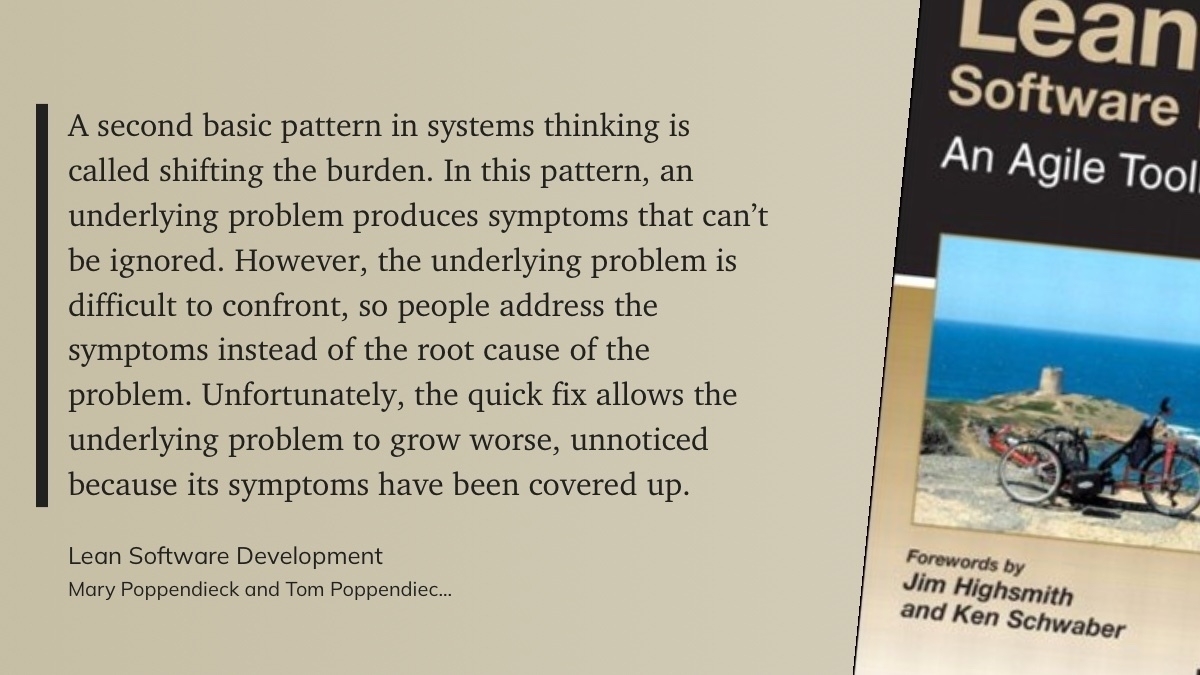 A second basic pattern in systems thinking is
called shifting the burden. In this pattern, an
underlying problem produces symptoms that can’t
be ignored. However, the underlying problem is
difficult to confront, so people address the
symptoms instead of the root cause of the
problem. Unfortunately, the quick fix allows the
underlying problem to grow worse, unnoticed
because its symptoms have been covered up.
Lean Software Development
Mary Poppendieck and Tom Poppendiec...
Lean
Software
An Agile Tool
Forewords by
Jim Highsmith
and Ken Schwaber